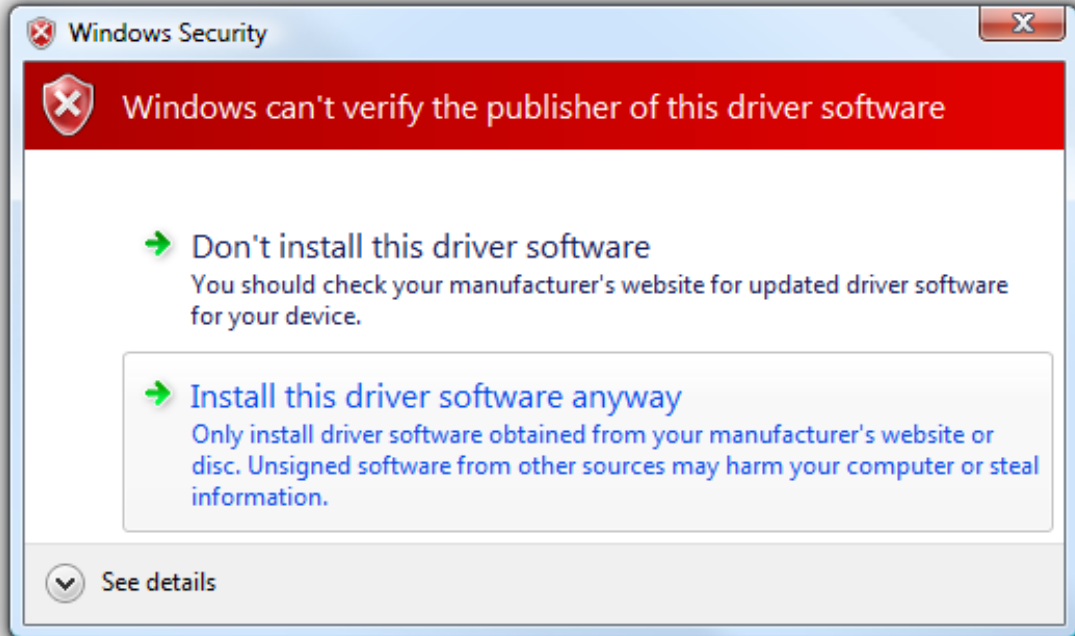 Windows Security
Windows can't verify the publisher of this driver software
Don't install this driver software
You should check your manufacturer's website for updated driver software
for your device.
Install this driver software anyway
Only install driver software obtained from your manufacturer's website or
disc. Unsigned software from other sources may harm your computer or steal
information.
See details